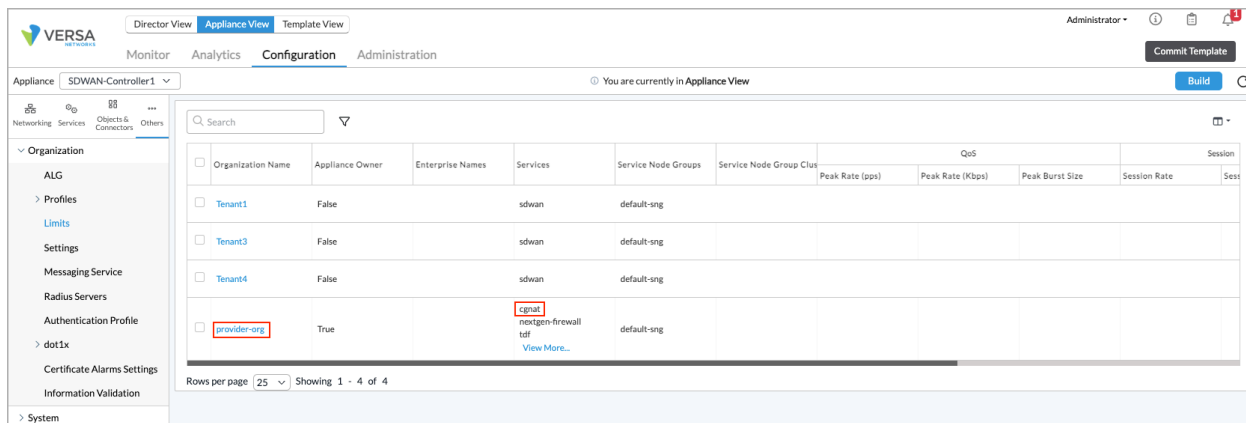 Director View Appliance View Template View
Administrator
1
VERSA
NETWORKS
Monitor Analytics Configuration Administration
Commit Template
Appliance SDWAN-Controller1
You are currently in Appliance View
Build
Networking Services Objects & Connectors Others
Search
Organization
ALG
Profiles
Limits
Settings
Messaging Service
Radius Servers
Authentication Profile
dot1x
Certificate Alarms Settings
Information Validation
System
QoS Session
Organization Name Appliance Owner Enterprise Names Services Service Node Groups Service Node Group Clus Peak Rate (pps) Peak Rate (Kbps) Peak Burst Size Session Rate Sess
Tenant1 False sdwan default-sng
Tenant3 False sdwan default-sng
Tenant4 False sdwan default-sng
provider-org True cgnat default-sng
nextgen-firewall
tdf
View More...
Rows per page 25 Showing 1 - 4 of 4